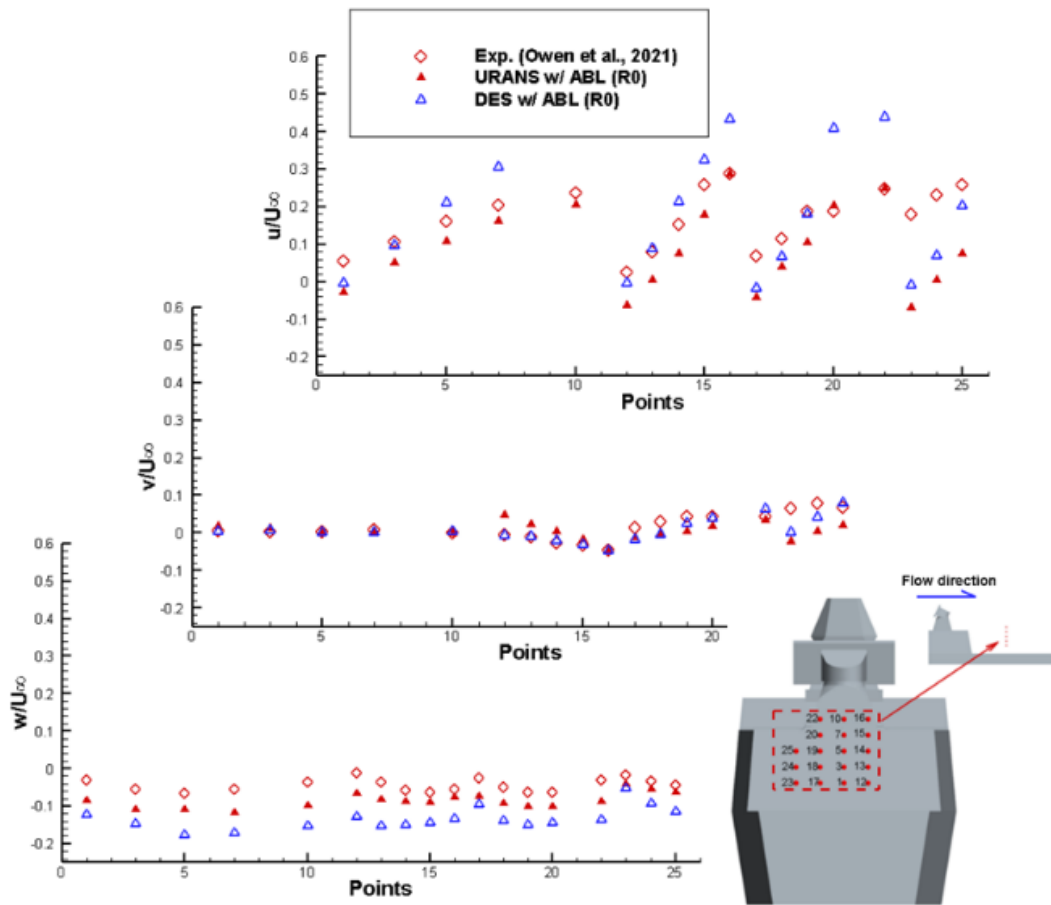 Exp. (Owen et al., 2021)
URANS w/ ABL (R0)
DES w/ ABL (R0)
0.6
0.5
0.4
0.3
0.2
0.1
0
-0.1
-0.2
u/U∞
0 5 10 15 20 25
Points
0.6
0.5
0.4
0.3
0.2
0.1
0
-0.1
-0.2
v/U∞
0 5 10 15 20
Points
0.6
0.5
0.4
0.3
0.2
0.1
0
-0.1
-0.2
w/U∞
0 5 10 15 20 25
Points
Flow direction
22 10 16
20 7 15
25 19 5 14
24 18 3 13
23 17 1 12